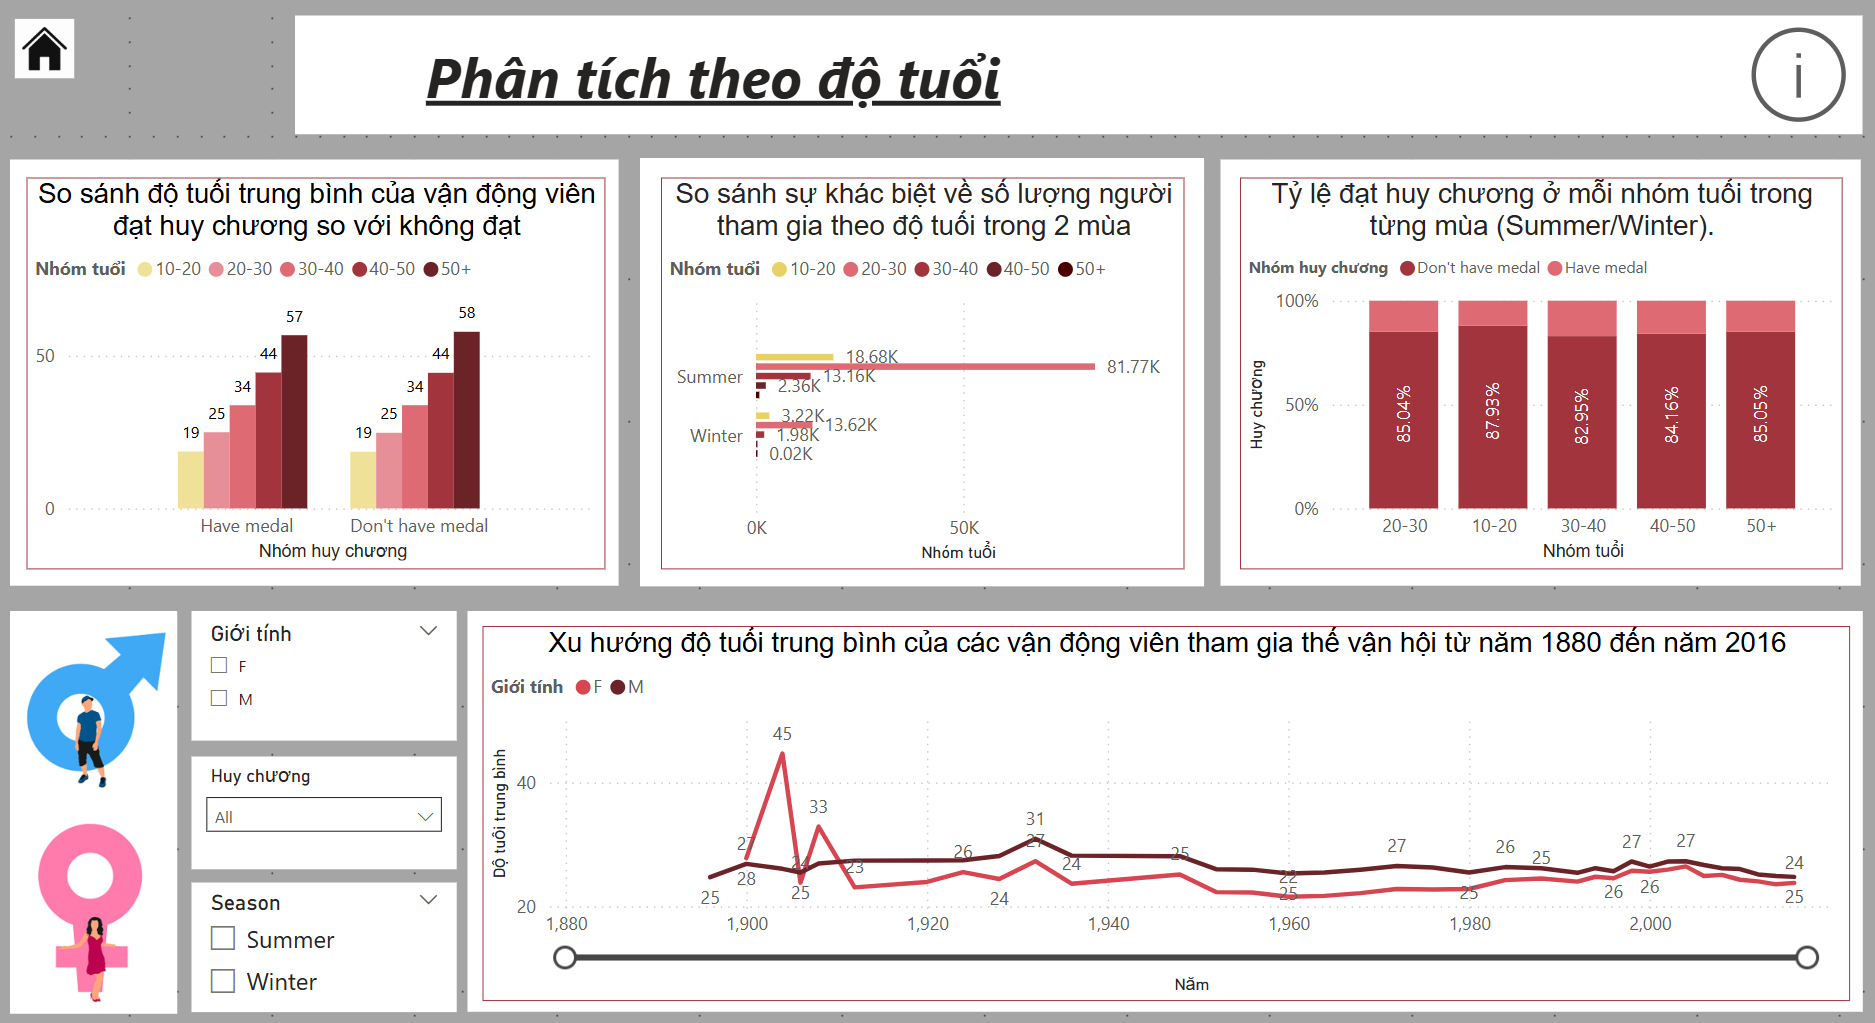 Phân tích theo độ tuổi
i
So sánh độ tuổi trung bình của vận động viên
đạt huy chương so với không đạt
Nhóm tuổi 10-20 20-30 30-40 40-50 50+
57
58
50
44
44
34
34
25
25
19
19
0
Have medal Don't have medal
Nhóm huy chương
So sánh sự khác biệt về số lượng người
tham gia theo độ tuổi trong 2 mùa
Nhóm tuổi 10-20 20-30 30-40 40-50 50+
18.68K
81.77K
Summer 13.16K
2.36K
3.22K
13.62K
Winter 1.98K
0.02K
0K 50K
Nhóm tuổi
Tỷ lệ đạt huy chương ở mỗi nhóm tuổi trong
từng mùa (Summer/Winter).
Nhóm huy chương Don't have medal Have medal
100%
50%
0%
Huy chương
85.04% 87.93% 82.95% 84.16% 85.05%
20-30 10-20 30-40 40-50 50+
Nhóm tuổi
Giới tính
F
M
Huy chương
All
Season
Summer
Winter
Xu hướng độ tuổi trung bình của các vận động viên tham gia thế vận hội từ năm 1880 đến năm 2016
Giới tính F M
Dộ tuổi trung bình
40
20
45
33
31
27 24 23 26 27 24 25 27 26 25 27 27 24
25 28 25 24 22 25 25 26 26 25
1,880 1,900 1,920 1,940 1,960 1,980 2,000
Năm